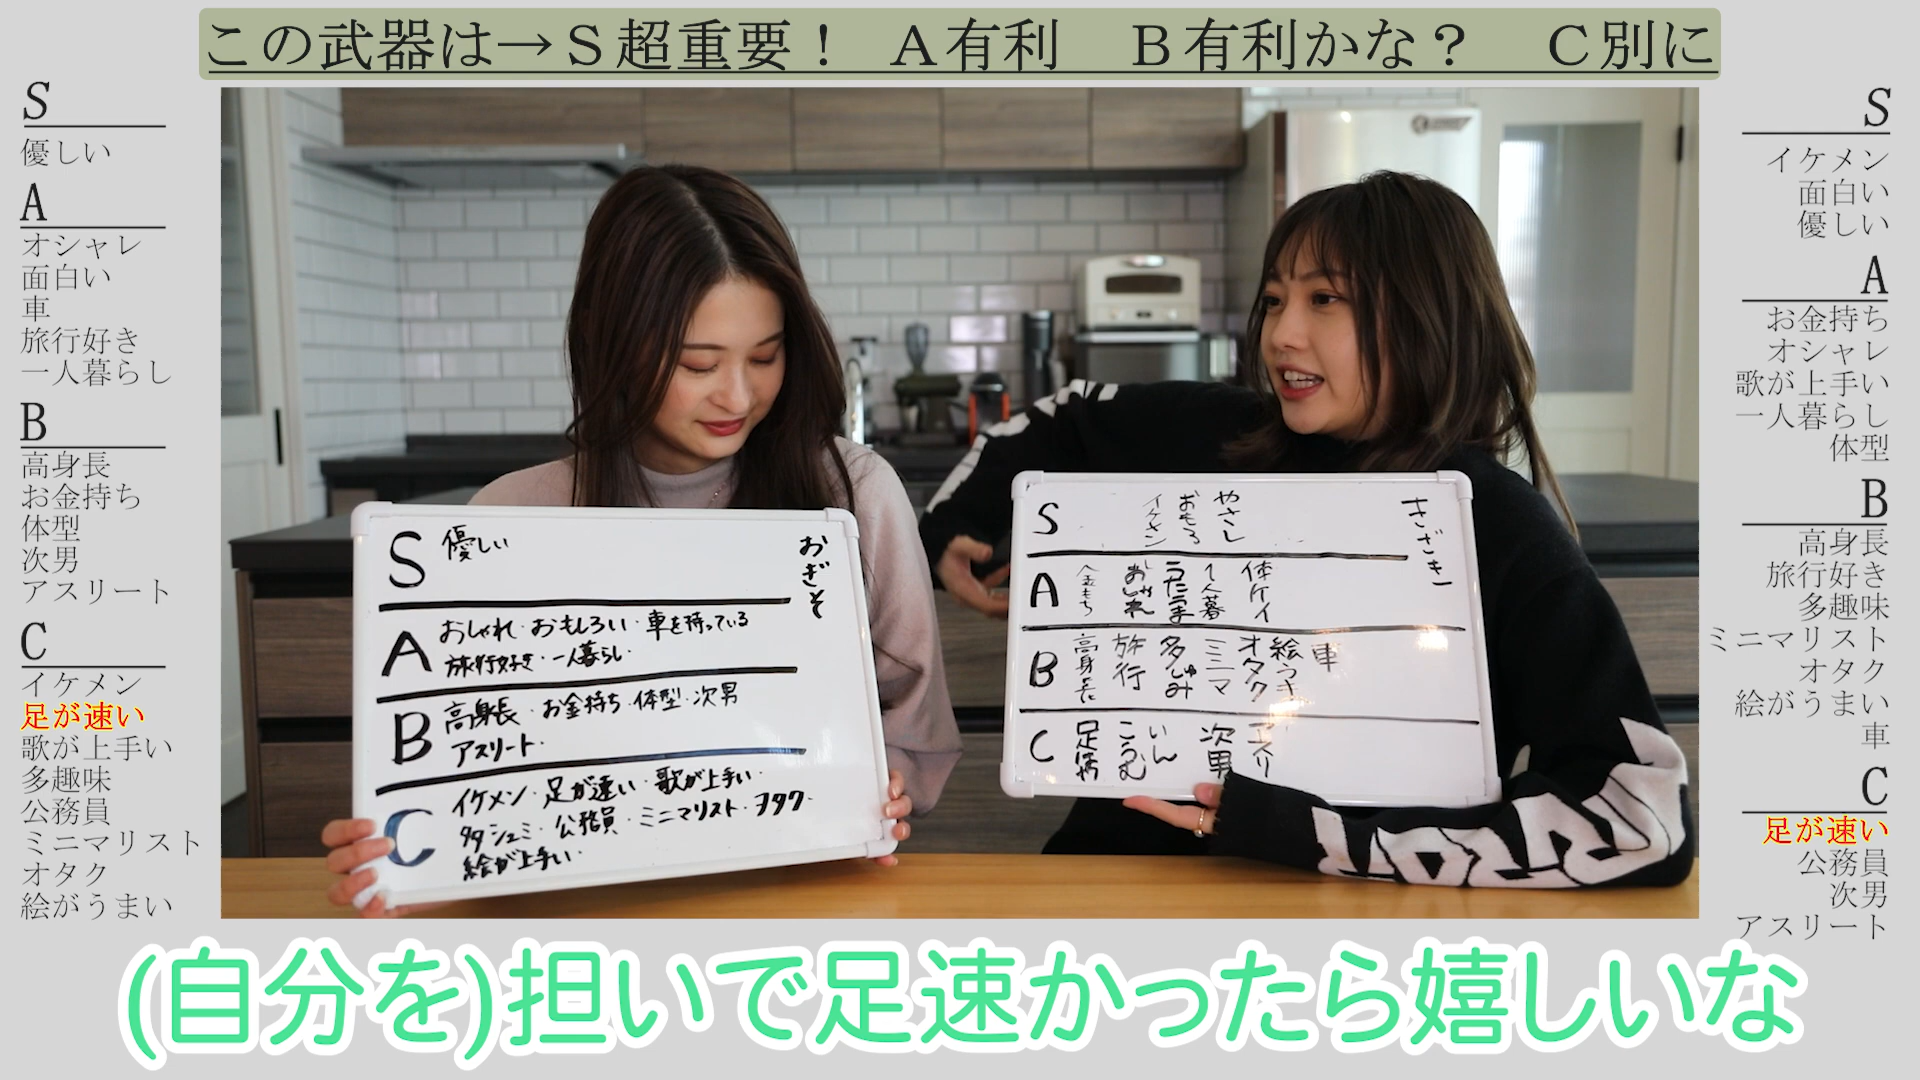 この武器は→S超重要！　A有利　B有利かな？　C別に
S
優しい
A
オシャレ
面白い
車
旅行好き
一人暮らし
B
高身長
お金持ち
体型
次男
アスリート
C
イケメン
足が速い
歌が上手い
多趣味
公務員
ミニマリスト
オタク
絵がうまい
おぎそ
S 優しい
A おしゃれ・おもしろい・車を持っている
旅行好き・一人暮らし・
B 高身長・お金持ち・体型・次男
アスリート・
C イケメン・足が速い・歌が上手い・
多シュミ・公務員・ミニマリスト・ヲタク・
絵が上手い・
さざき
S
やさし
おもろ
イケメン
A
体ケイ
1人暮
うたうま
おしゃれ
金もち
B
車
絵うま
オタク
ミニマ
多しゅみ
旅行
高身長
C
アスリ
次男
こうむ
いん
S
イケメン
面白い
優しい
A
お金持ち
オシャレ
歌が上手い
一人暮らし
体型
B
高身長
旅行好き
多趣味
ミニマリスト
オタク
絵がうまい
車
C
足が速い
公務員
次男
アスリート
(自分を)担いで足速かったら嬉しいな